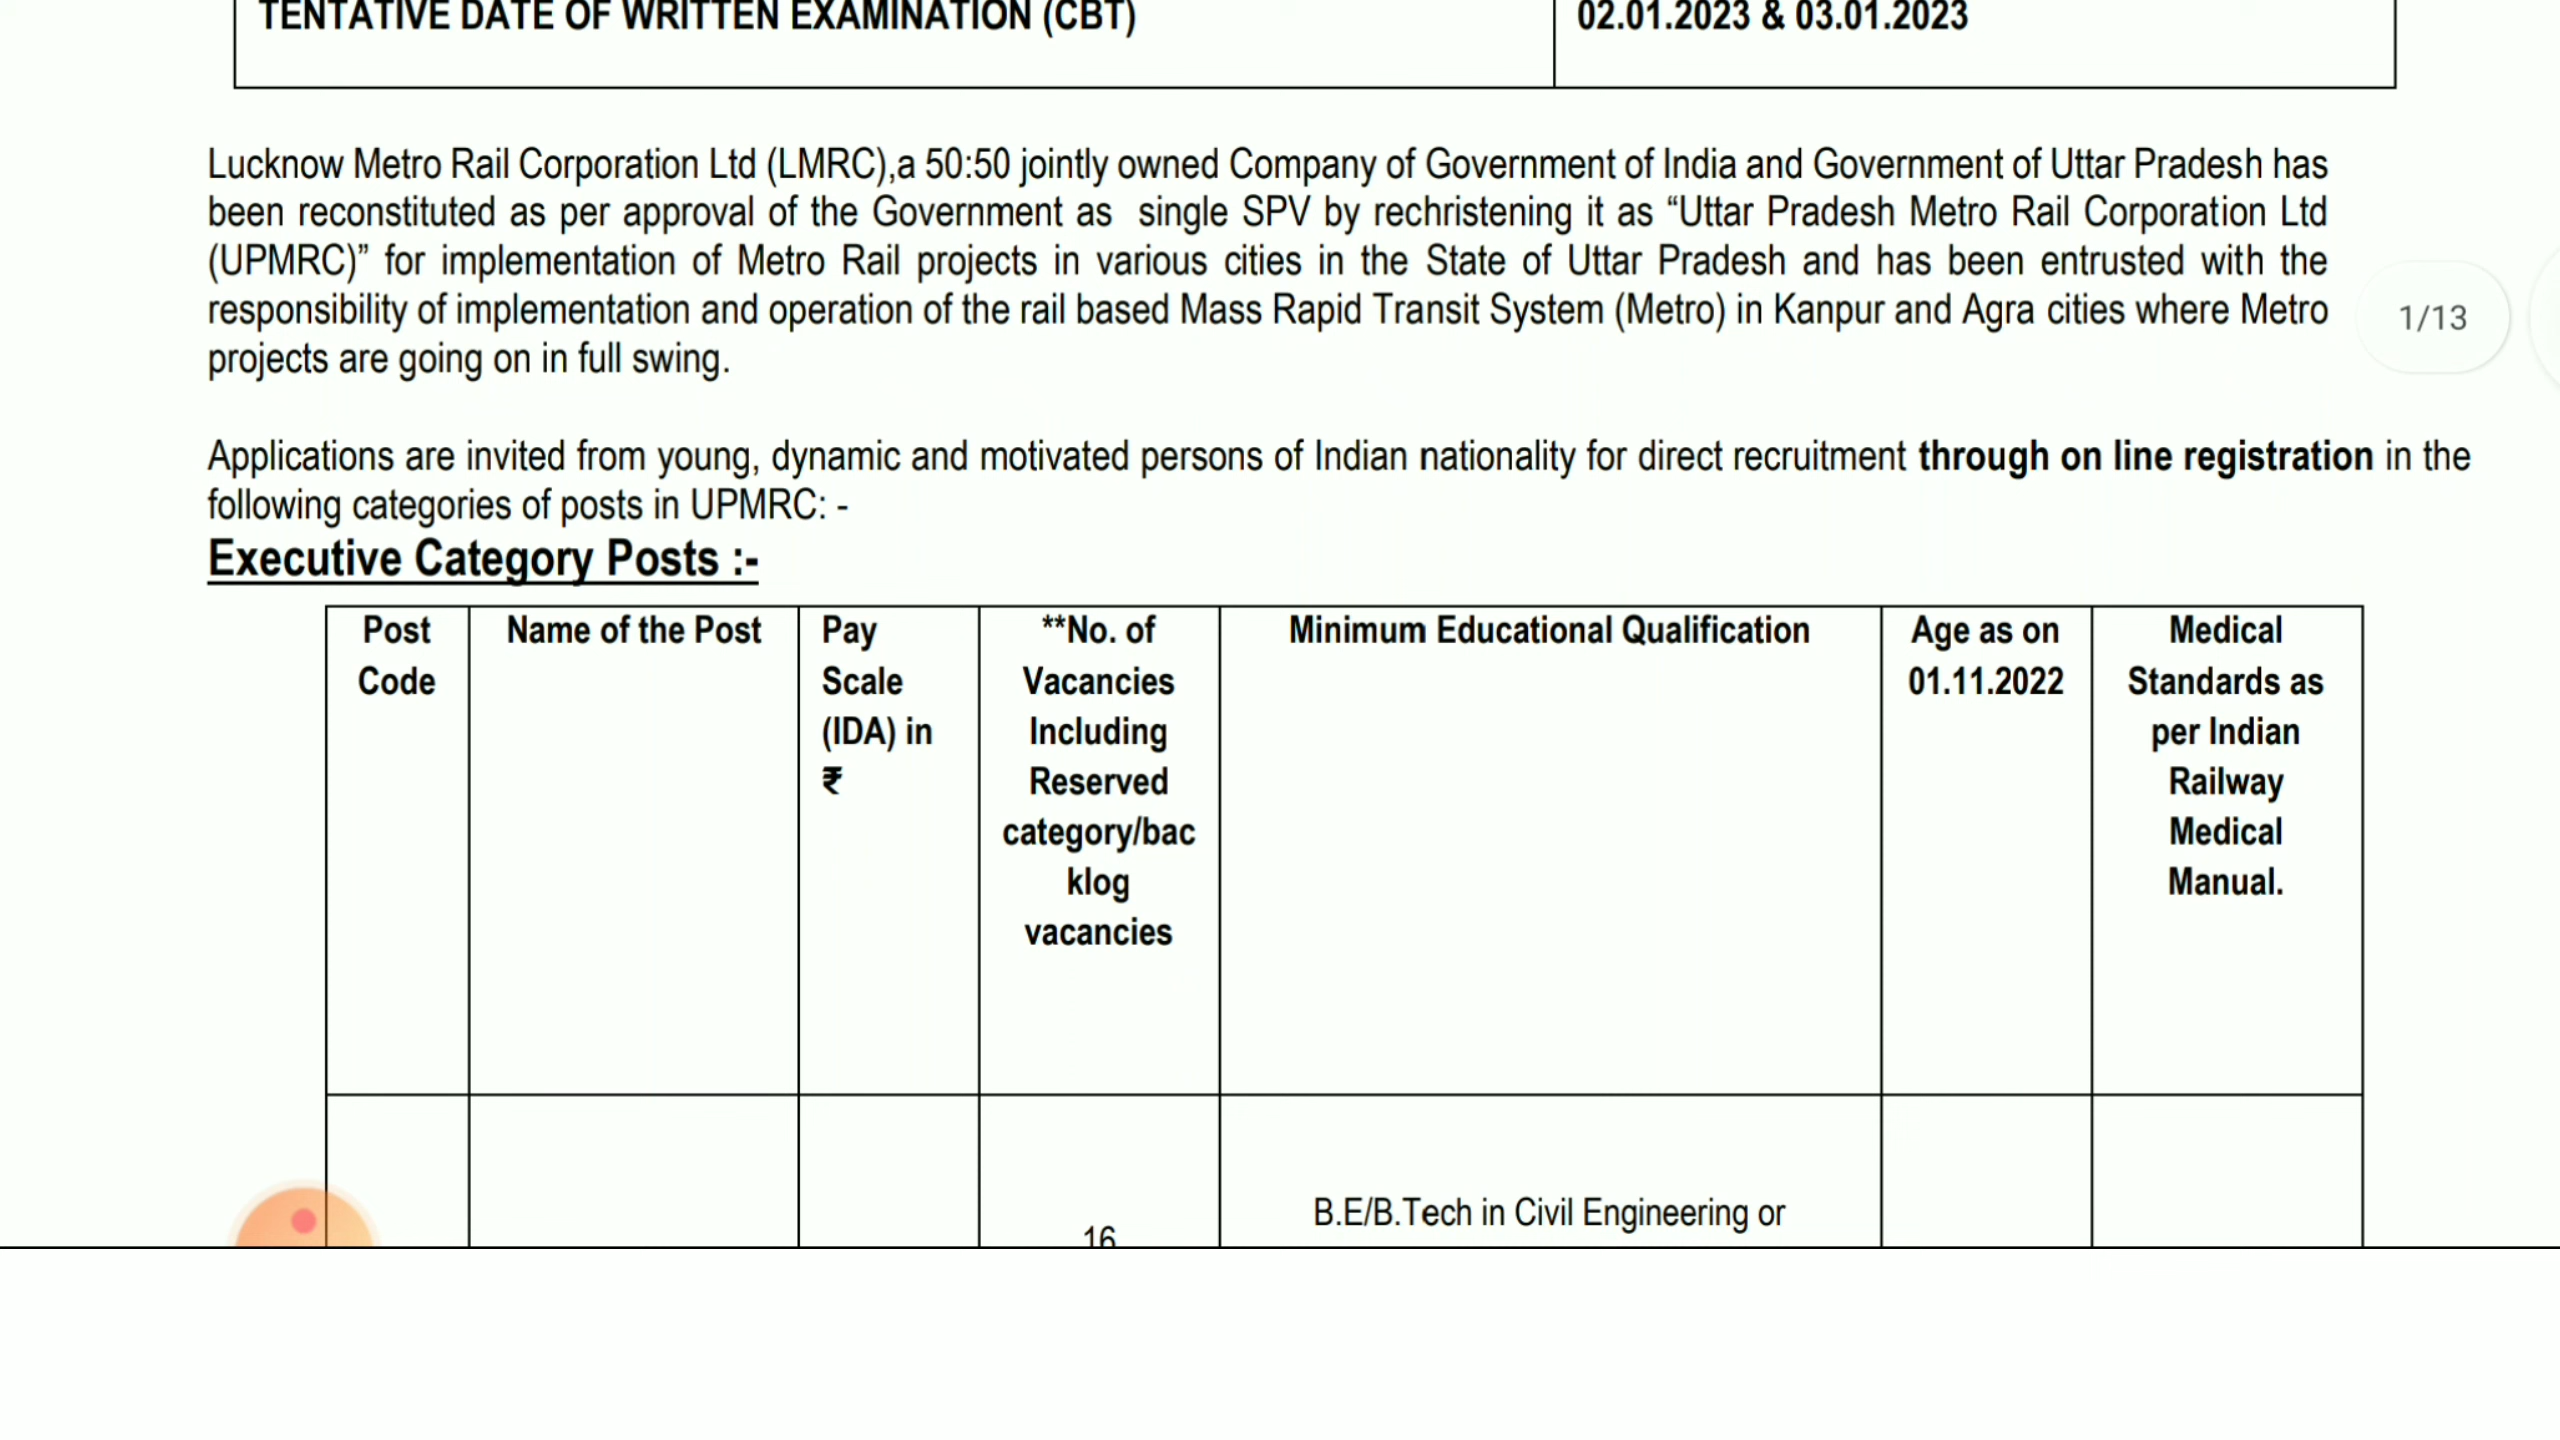 TENTATIVE DATE OF WRITTEN EXAMINATION (CBT) 02.01.2023 & 03.01.2023
Lucknow Metro Rail Corporation Ltd (LMRC),a 50:50 jointly owned Company of Government of India and Government of Uttar Pradesh has
been reconstituted as per approval of the Government as single SPV by rechristening it as “Uttar Pradesh Metro Rail Corporation Ltd
(UPMRC)” for implementation of Metro Rail projects in various cities in the State of Uttar Pradesh and has been entrusted with the
responsibility of implementation and operation of the rail based Mass Rapid Transit System (Metro) in Kanpur and Agra cities where Metro
projects are going on in full swing.
1/13
Applications are invited from young, dynamic and motivated persons of Indian nationality for direct recruitment through on line registration in the
following categories of posts in UPMRC: -
Executive Category Posts :-
Post
Code
Name of the Post
Pay
Scale
(IDA) in
₹
**No. of
Vacancies
Including
Reserved
category/bac
klog
vacancies
Minimum Educational Qualification
Age as on
01.11.2022
Medical
Standards as
per Indian
Railway
Medical
Manual.
16
B.E/B.Tech in Civil Engineering or